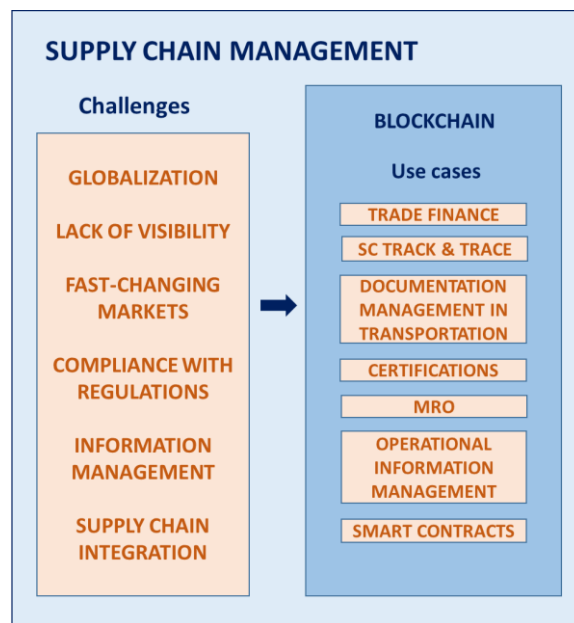 SUPPLY CHAIN MANAGEMENT
Challenges
GLOBALIZATION
LACK OF VISIBILITY
FAST-CHANGING
MARKETS
COMPLIANCE WITH
REGULATIONS
INFORMATION
MANAGEMENT
SUPPLY CHAIN
INTEGRATION
BLOCKCHAIN
Use cases
TRADE FINANCE
SC TRACK & TRACE
DOCUMENTATION
MANAGEMENT IN
TRANSPORTATION
CERTIFICATIONS
MRO
OPERATIONAL
INFORMATION
MANAGEMENT
SMART CONTRACTS